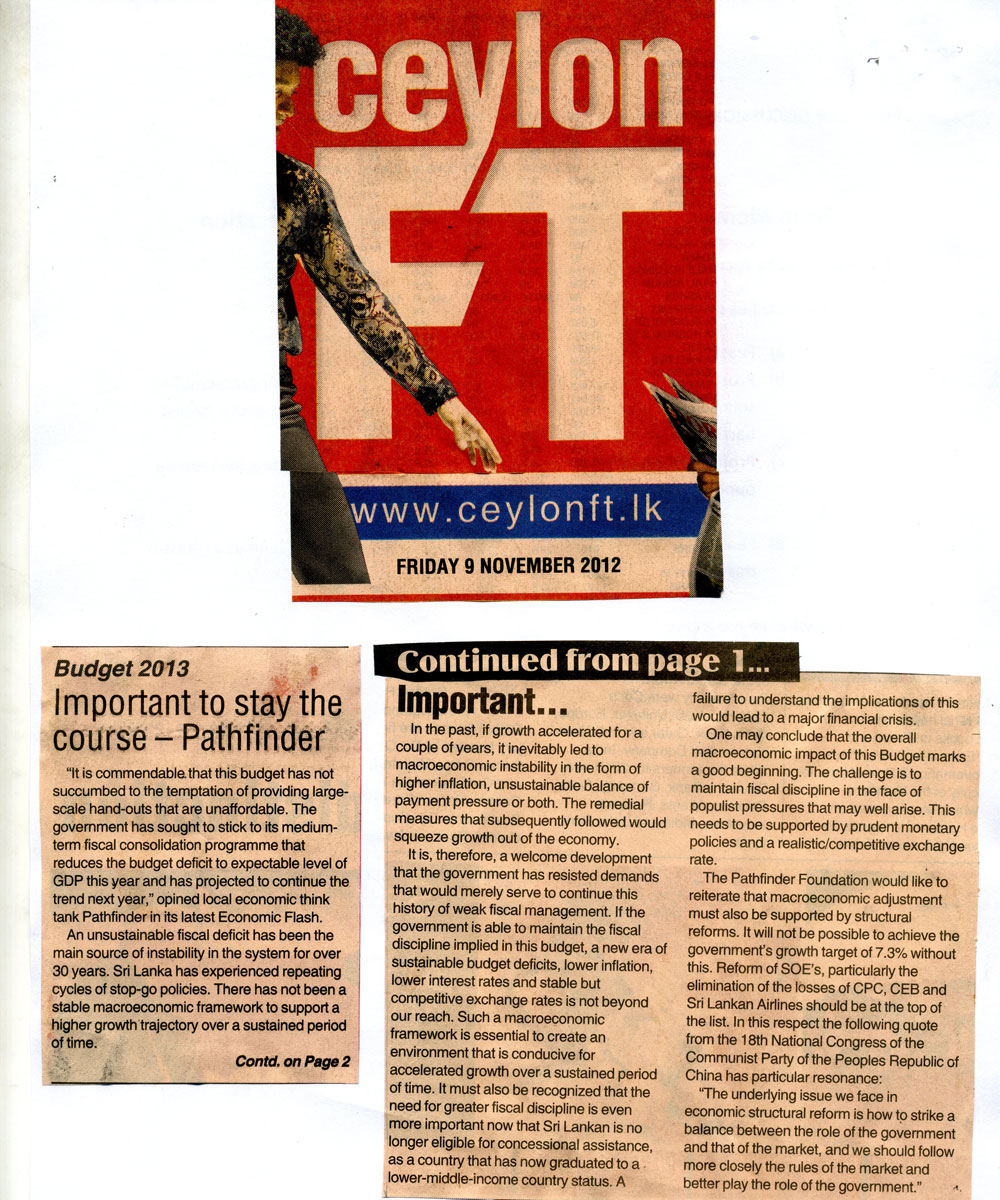 ceylon
FT
www.ceylonft.lk
FRIDAY 9 NOVEMBER 2012
Budget 2013
Important to stay the
course – Pathfinder
“It is commendable that this budget has not
succumbed to the temptation of providing large-
scale hand-outs that are unaffordable. The
government has sought to stick to its medium-
term fiscal consolidation programme that
reduces the budget deficit to expectable level of
GDP this year and has projected to continue the
trend next year,” opined local economic think
tank Pathfinder in its latest Economic Flash.
An unsustainable fiscal deficit has been the
main source of instability in the system for over
30 years. Sri Lanka has experienced repeating
cycles of stop-go policies. There has not been a
stable macroeconomic framework to support a
higher growth trajectory over a sustained period
of time.
Contd. on Page 2
Continued from page 1...
Important...
In the past, if growth accelerated for a
couple of years, it inevitably led to
macroeconomic instability in the form of
higher inflation, unsustainable balance of
payment pressure or both. The remedial
measures that subsequently followed would
squeeze growth out of the economy.
It is, therefore, a welcome development
that the government has resisted demands
that would merely serve to continue this
history of weak fiscal management. If the
government is able to maintain the fiscal
discipline implied in this budget, a new era of
sustainable budget deficits, lower inflation,
lower interest rates and stable but
competitive exchange rates is not beyond
our reach. Such a macroeconomic
framework is essential to create an
environment that is conducive for
accelerated growth over a sustained period
of time. It must also be recognized that the
need for greater fiscal discipline is even
more important now that Sri Lankan is no
longer eligible for concessional assistance,
as a country that has now graduated to a
lower-middle-income country status. A
failure to understand the implications of this
would lead to a major financial crisis.
One may conclude that the overall
macroeconomic impact of this Budget marks
a good beginning. The challenge is to
maintain fiscal discipline in the face of
populist pressures that may well arise. This
needs to be supported by prudent monetary
policies and a realistic/competitive exchange
rate.
The Pathfinder Foundation would like to
reiterate that macroeconomic adjustment
must also be supported by structural
reforms. It will not be possible to achieve the
government’s growth target of 7.3% without
this. Reform of SOE’s, particularly the
elimination of the losses of CPC, CEB and
Sri Lankan Airlines should be at the top of
the list. In this respect the following quote
from the 18th National Congress of the
Communist Party of the Peoples Republic of
China has particular resonance:
“The underlying issue we face in
economic structural reform is how to strike a
balance between the role of the government
and that of the market, and we should follow
more closely the rules of the market and
better play the role of the government.”